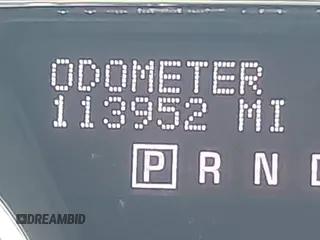 ODOMETER
113952 MI
P R N D
DREAMBID